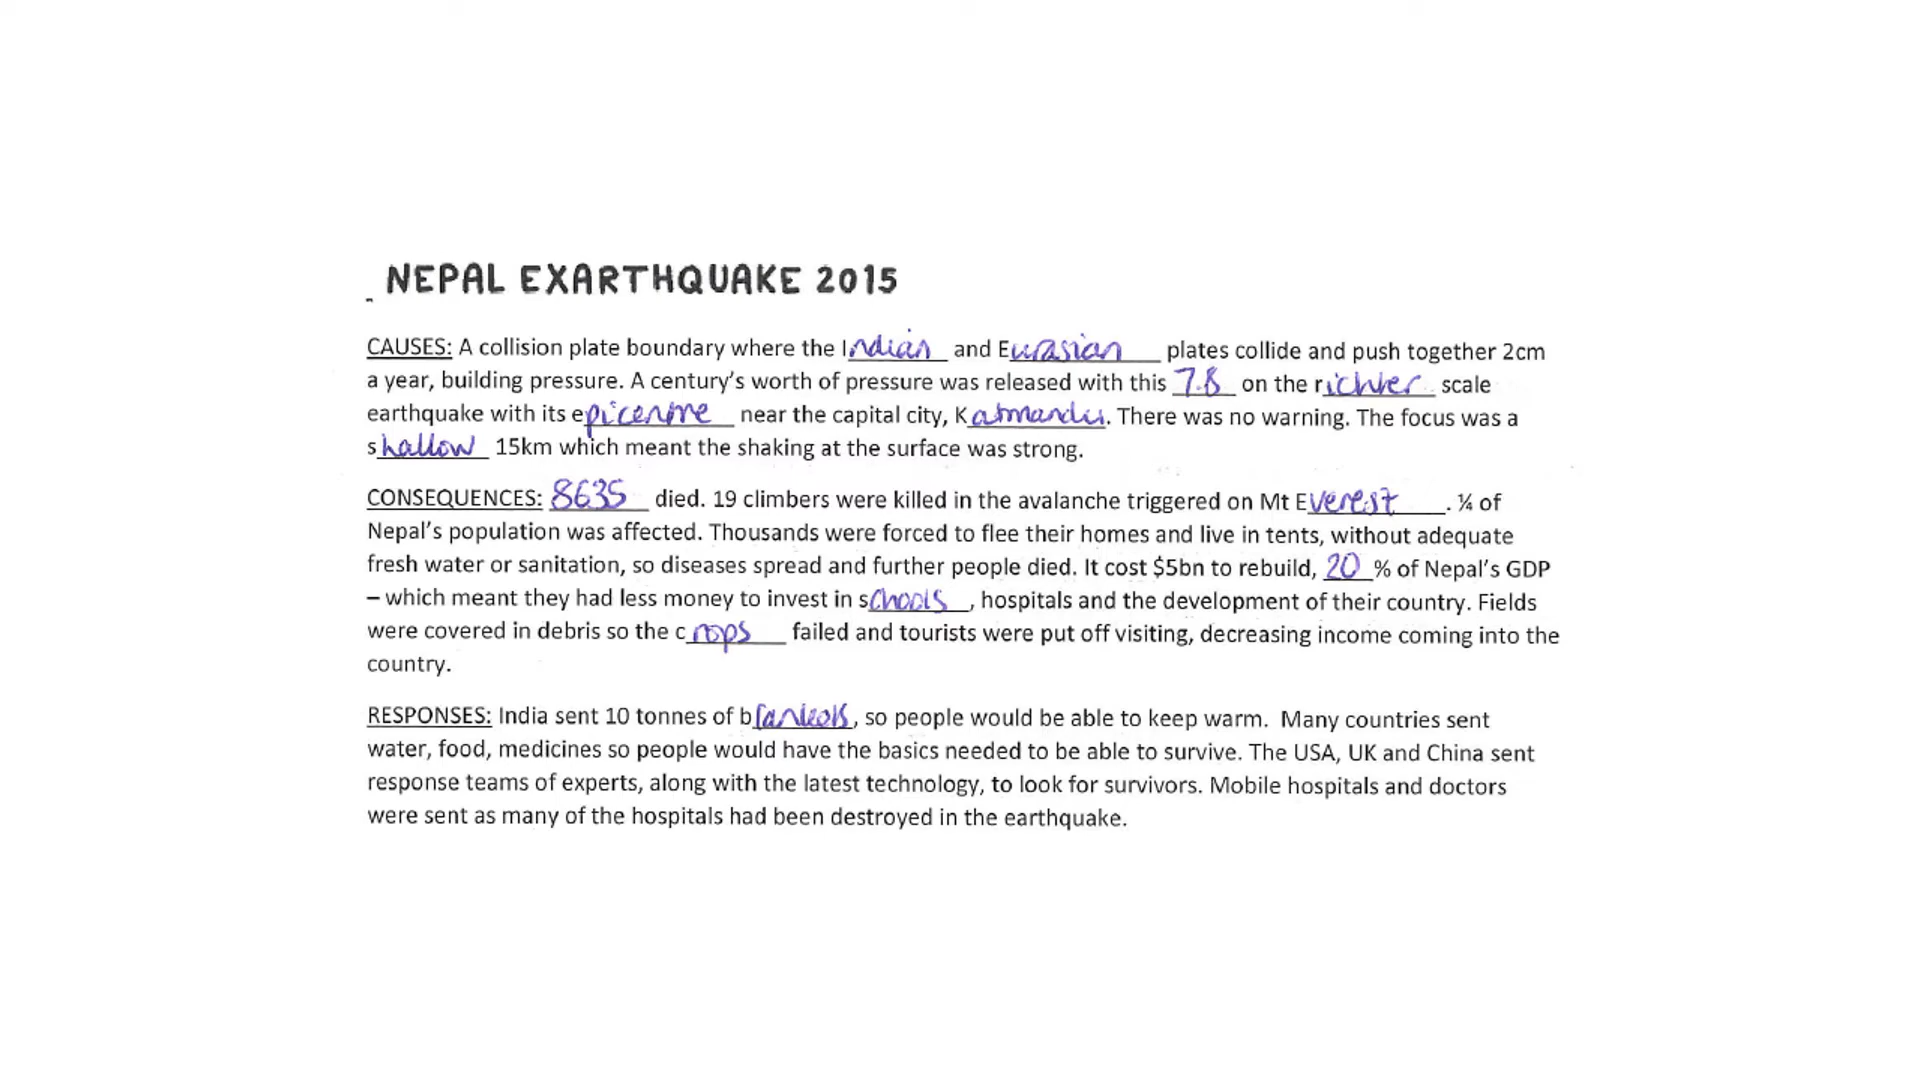 NEPAL EXARTHQUAKE 2015
CAUSES: A collision plate boundary where the Indian and Eurasian plates collide and push together 2cm
a year, building pressure. A century's worth of pressure was released with this 7.8 on the richter scale
earthquake with its epicentre near the capital city, Katmandu. There was no warning. The focus was a
shallow 15km which meant the shaking at the surface was strong.
CONSEQUENCES: 8635 died. 19 climbers were killed in the avalanche triggered on Mt Everest. ¼ of
Nepal's population was affected. Thousands were forced to flee their homes and live in tents, without adequate
fresh water or sanitation, so diseases spread and further people died. It cost $5bn to rebuild, 20 % of Nepal's GDP
– which meant they had less money to invest in schools, hospitals and the development of their country. Fields
were covered in debris so the crops failed and tourists were put off visiting, decreasing income coming into the
country.
RESPONSES: India sent 10 tonnes of blankets, so people would be able to keep warm. Many countries sent
water, food, medicines so people would have the basics needed to be able to survive. The USA, UK and China sent
response teams of experts, along with the latest technology, to look for survivors. Mobile hospitals and doctors
were sent as many of the hospitals had been destroyed in the earthquake.